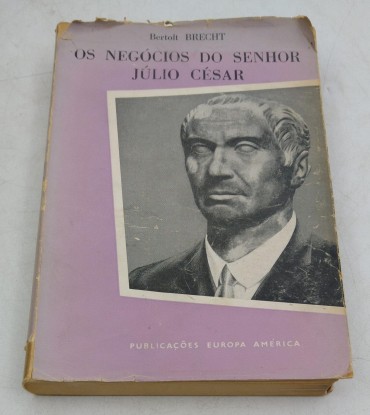 Bertolt BRECHT
OS NEGÓCIOS DO SENHOR
JÚLIO CÉSAR
PUBLICAÇÕES EUROPA AMÉRICA